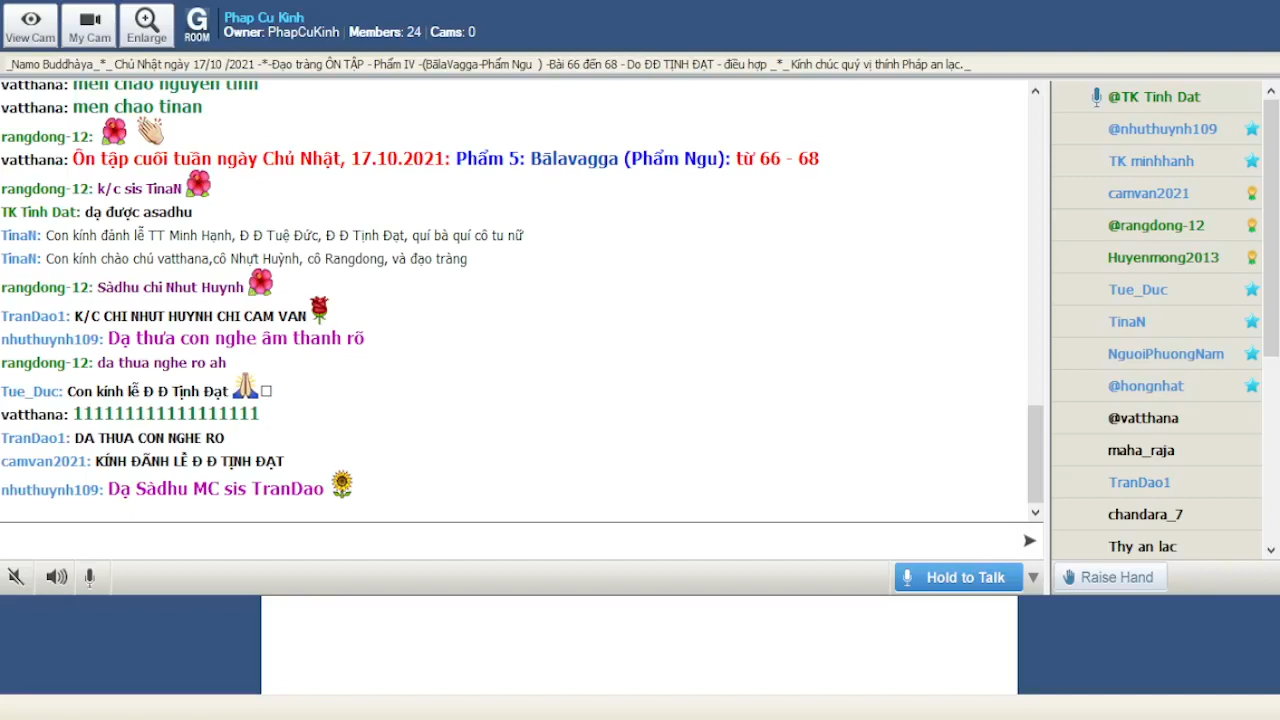 View Cam
My Cam
Enlarge
G
ROOM
Phap Cu Kinh
Owner: PhapCuKinh | Members: 24 | Cams: 0
_Namo Buddhàya_*_ Chủ Nhật ngày 17/10 /2021 -*-Đạo tràng ÔN TẬP - Phẩm IV -(BãlaVagga-Phẩm Ngu ) -Bài 66 đến 68 - Do ĐĐ TỊNH ĐẠT - điều hợp _*_Kính chúc quý vị thính Pháp an lạc._
vatthana: men chao nguyen tinh
vatthana: men chao tinan
rangdong-12:
vatthana: Ôn tập cuối tuần ngày Chủ Nhật, 17.10.2021: Phẩm 5: Bālavagga (Phẩm Ngu): từ 66 - 68
rangdong-12: k/c sis TinaN
TK Tinh Dat: dạ được asadhu
TinaN: Con kính đãnh lễ TT Minh Hạnh, Đ Đ Tuệ Đức, Đ Đ Tịnh Đạt, quí bà quí cô tu nữ
TinaN: Con kính chào chú vatthana,cô Nhựt Huỳnh, cô Rangdong, và đạo tràng
rangdong-12: Sàdhu chi Nhut Huynh
TranDao1: K/C CHI NHUT HUYNH CHI CAM VAN
nhuthuynh109: Dạ thưa con nghe âm thanh rõ
rangdong-12: da thua nghe ro ah
Tue_Duc: Con kính lễ Đ Đ Tịnh Đạt
vatthana: 11111111111111111
TranDao1: DA THUA CON NGHE RO
camvan2021: KÍNH ĐÃNH LỄ Đ Đ TỊNH ĐẠT
nhuthuynh109: Dạ Sàdhu MC sis TranDao
Hold to Talk
@TK Tinh Dat
@nhuthuynh109
TK minhhanh
camvan2021
@rangdong-12
Huyenmong2013
Tue_Duc
TinaN
NguoiPhuongNam
@hongnhat
@vatthana
maha_raja
TranDao1
chandara_7
Thy an lac
Raise Hand